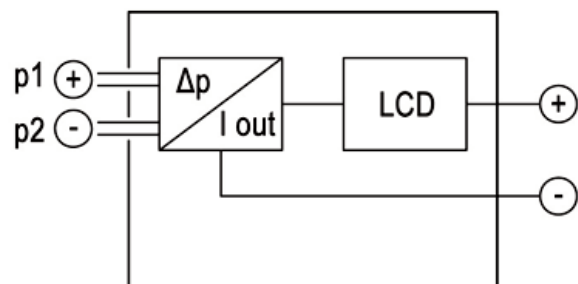 p1 +
p2 -
Δp
I out
LCD
+
-